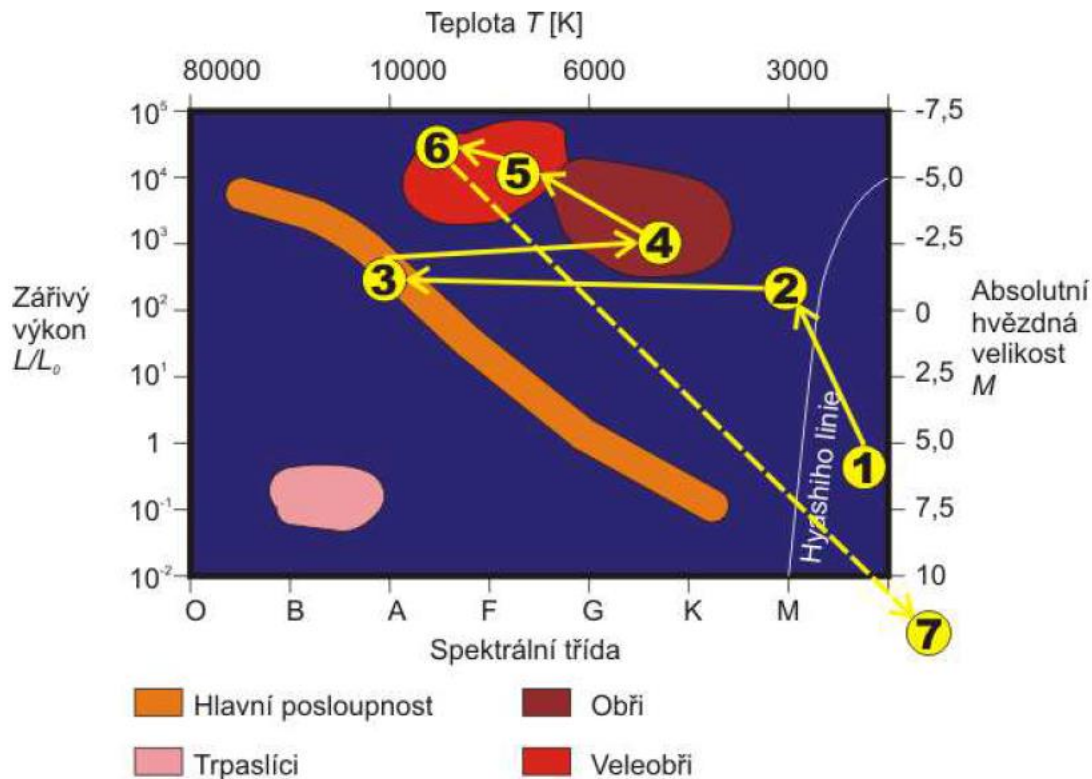 Teplota T [K]
80000 10000 6000 3000
10⁵ -7,5
10⁴ -5,0
10³ -2,5
10² 0
10¹ 2,5
1 5,0
10⁻¹ 7,5
10⁻² 10
Zářivý
výkon
L/L₀
Absolutní
hvězdná
velikost
M
6
5
4
3
2
1
7
Hyashiho linie
O B A F G K M
Spektrální třída
Hlavní posloupnost
Obři
Trpaslíci
Veleobři